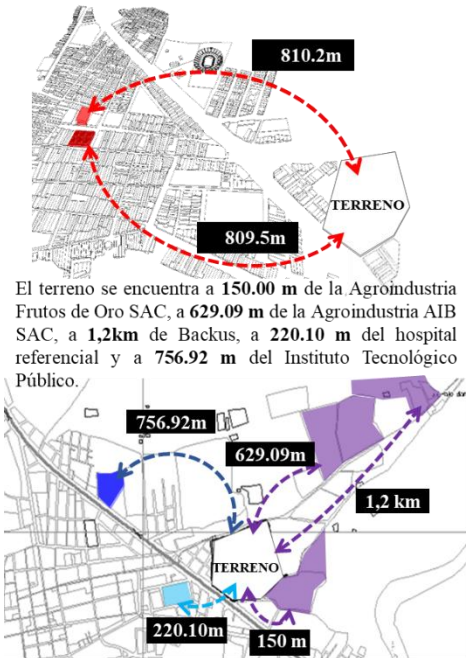 810.2m
TERRENO
809.5m
El terreno se encuentra a 150.00 m de la Agroindustria
Frutos de Oro SAC, a 629.09 m de la Agroindustria AIB
SAC, a 1,2km de Backus, a 220.10 m del hospital
referencial y a 756.92 m del Instituto Tecnológico
Público.
756.92m
629.09m
1,2 km
TERRENO
220.10m
150 m